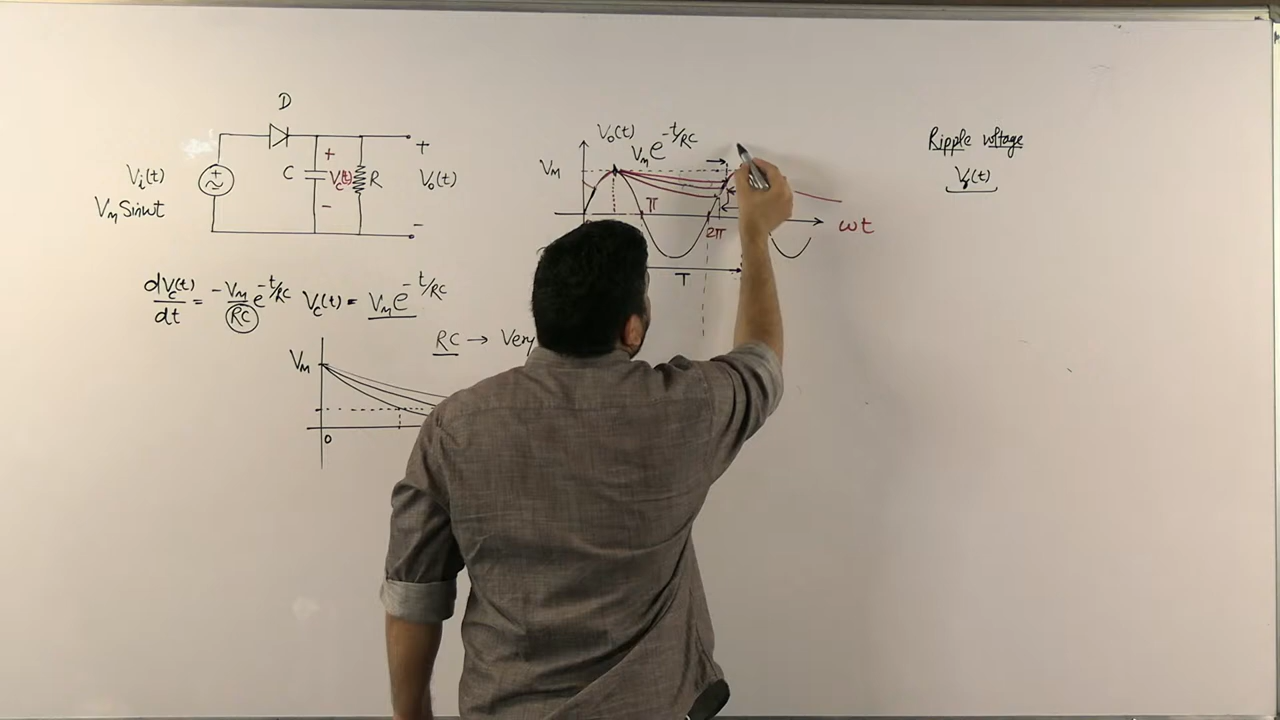 D
Vi(t)
VM Sinωt
C
+
Vc(t)
-
R
+
Vo(t)
-
dVc(t)/dt = -VM/RC e^-t/RC
Vc(t) = VM e^-t/RC
RC → Very
VM
0
Vo(t)
VM e^-t/RC
VM
π
2π
ωt
T
Ripple voltage
Vr(t)